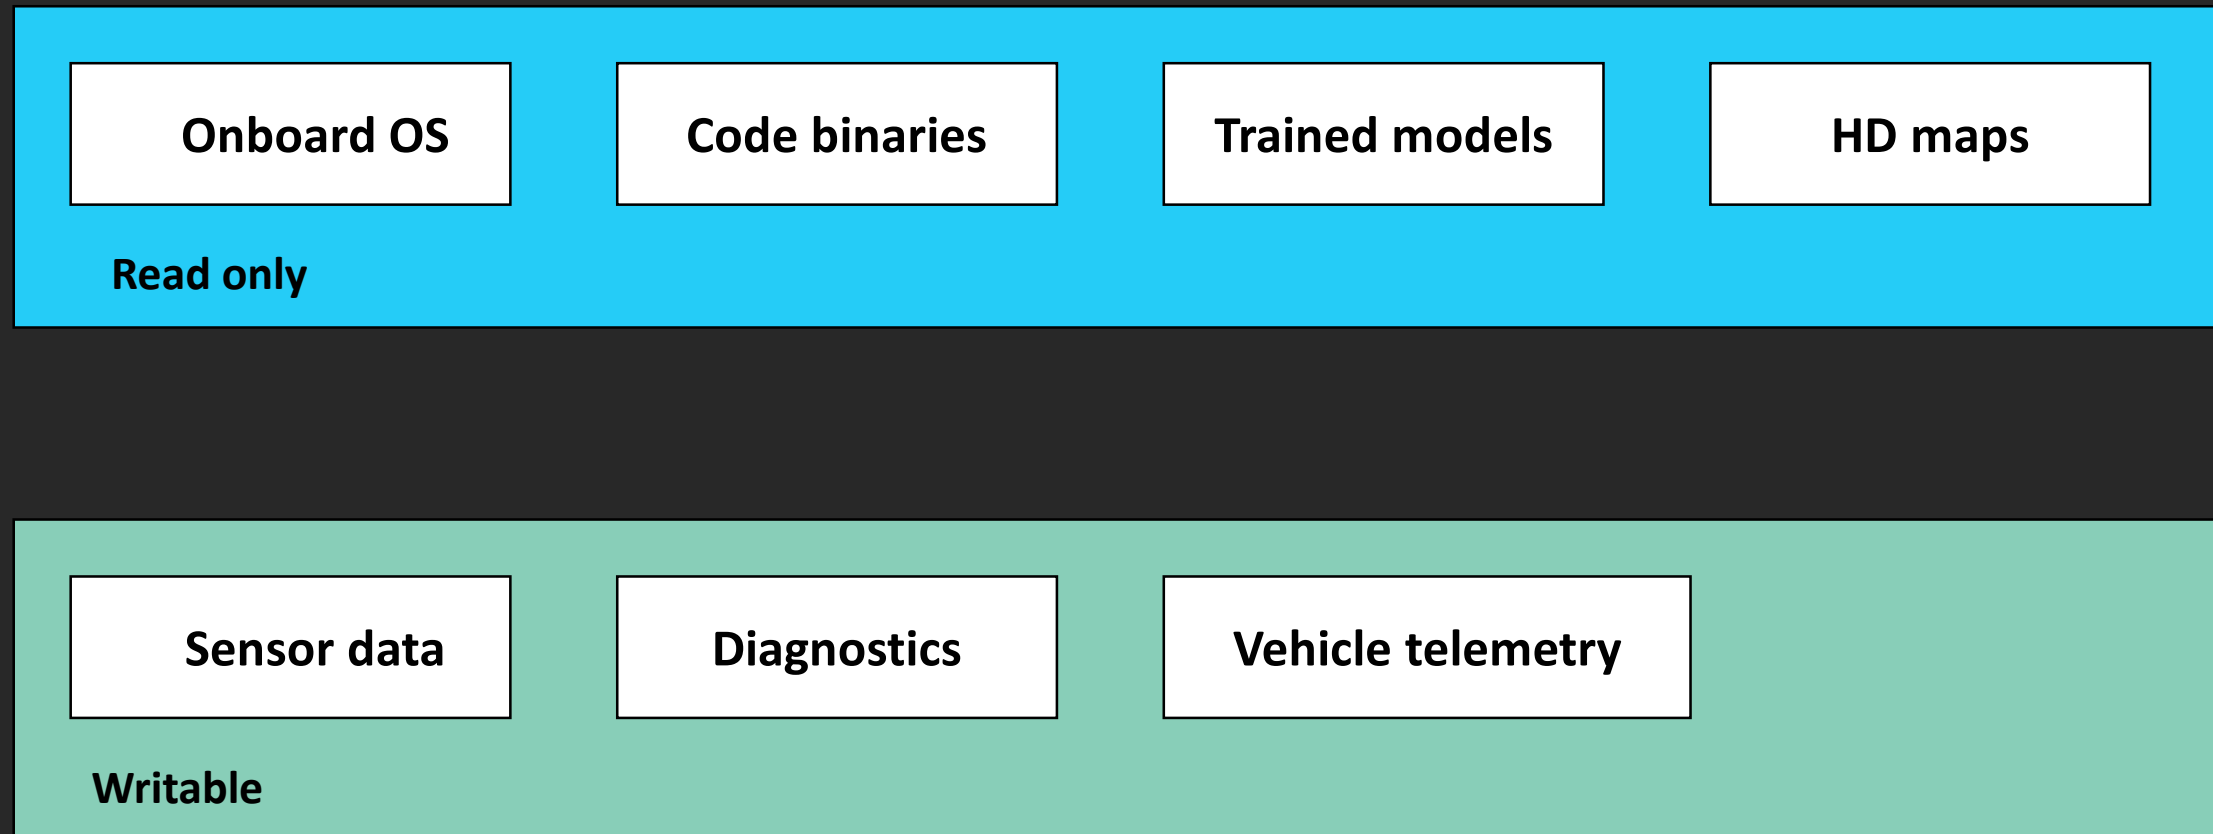 Onboard OS
Code binaries
Trained models
HD maps
Read only
Sensor data
Diagnostics
Vehicle telemetry
Writable